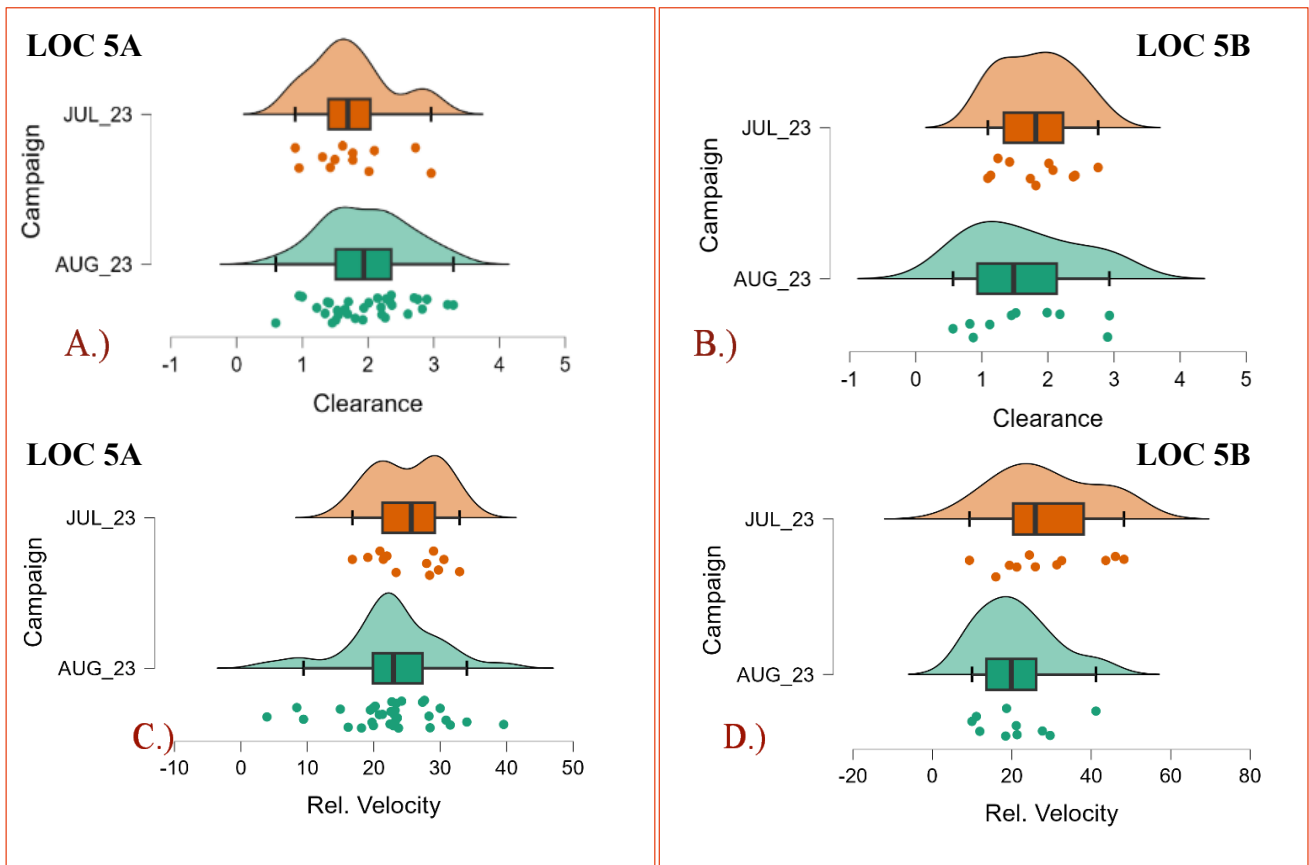 LOC 5A
JUL_23
Campaign
AUG_23
A.)
-1 0 1 2 3 4 5
Clearance
LOC 5B
JUL_23
Campaign
AUG_23
B.)
-1 0 1 2 3 4 5
Clearance
LOC 5A
JUL_23
Campaign
AUG_23
C.)
-10 0 10 20 30 40 50
Rel. Velocity
LOC 5B
JUL_23
Campaign
AUG_23
D.)
-20 0 20 40 60 80
Rel. Velocity